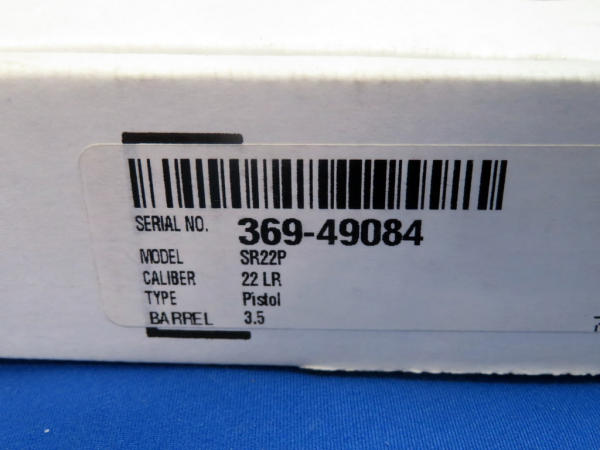 SERIAL NO. 369-49084
MODEL SR22P
CALIBER 22 LR
TYPE Pistol
BARREL 3.5